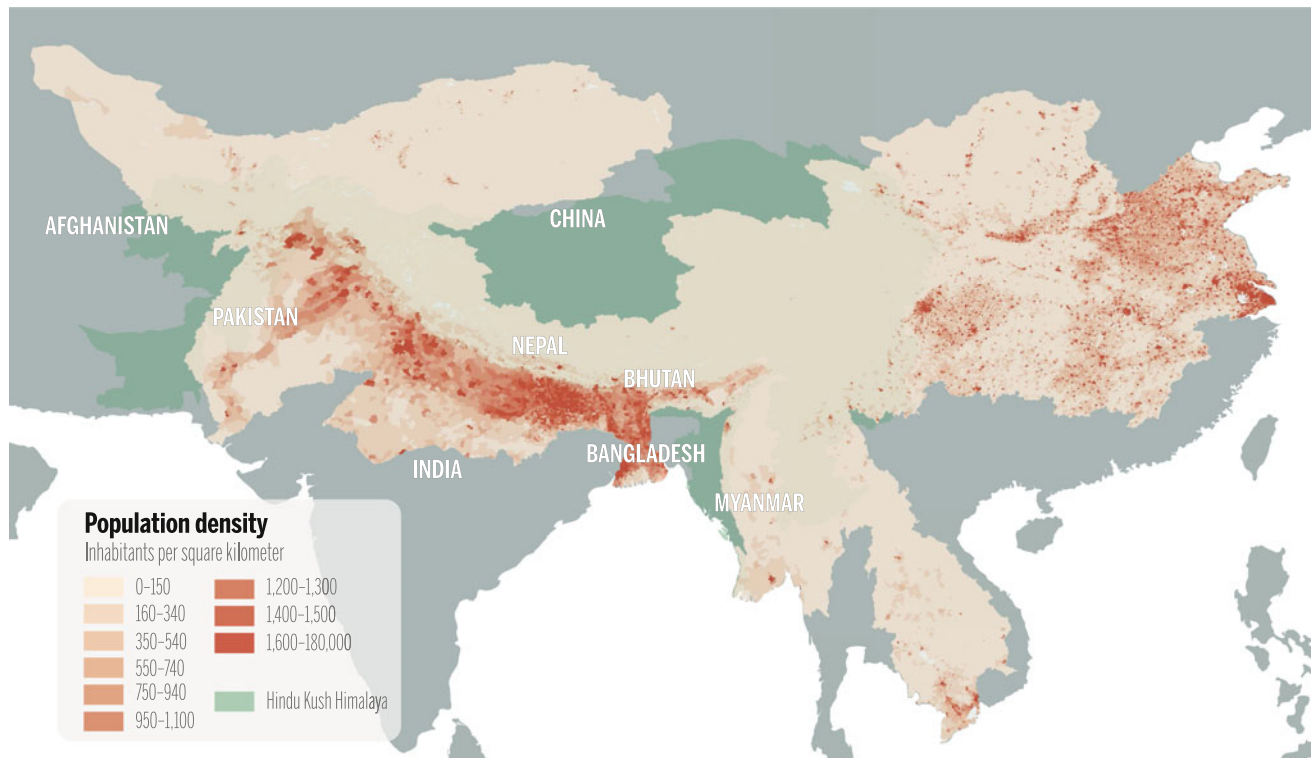 AFGHANISTAN
CHINA
PAKISTAN
NEPAL
BHUTAN
BANGLADESH
INDIA
MYANMAR
Population density
Inhabitants per square kilometer
0–150
160–340
350–540
550–740
750–940
950–1,100
1,200–1,300
1,400–1,500
1,600–180,000
Hindu Kush Himalaya